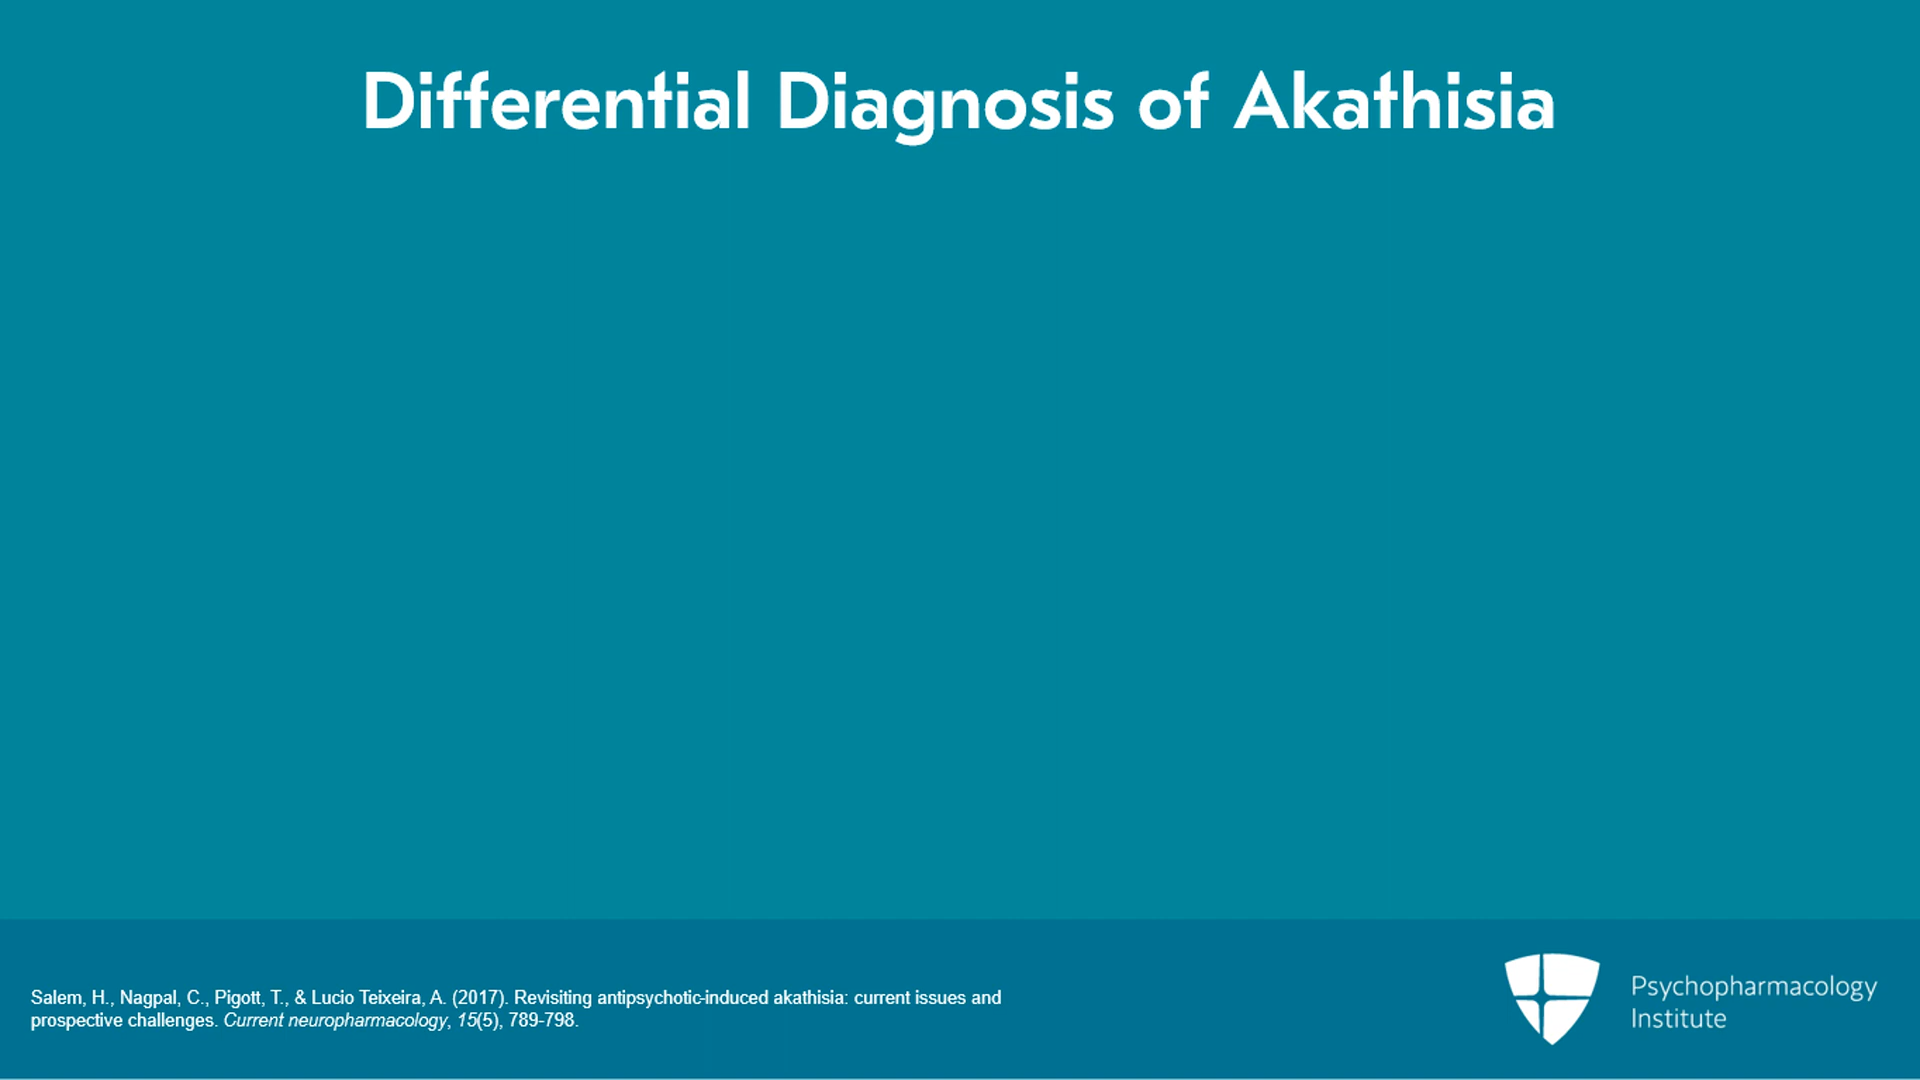 Differential Diagnosis of Akathisia
Salem, H., Nagpal, C., Pigott, T., & Lucio Teixeira, A. (2017). Revisiting antipsychotic-induced akathisia: current issues and
prospective challenges. Current neuropharmacology, 15(5), 789-798.
Psychopharmacology
Institute